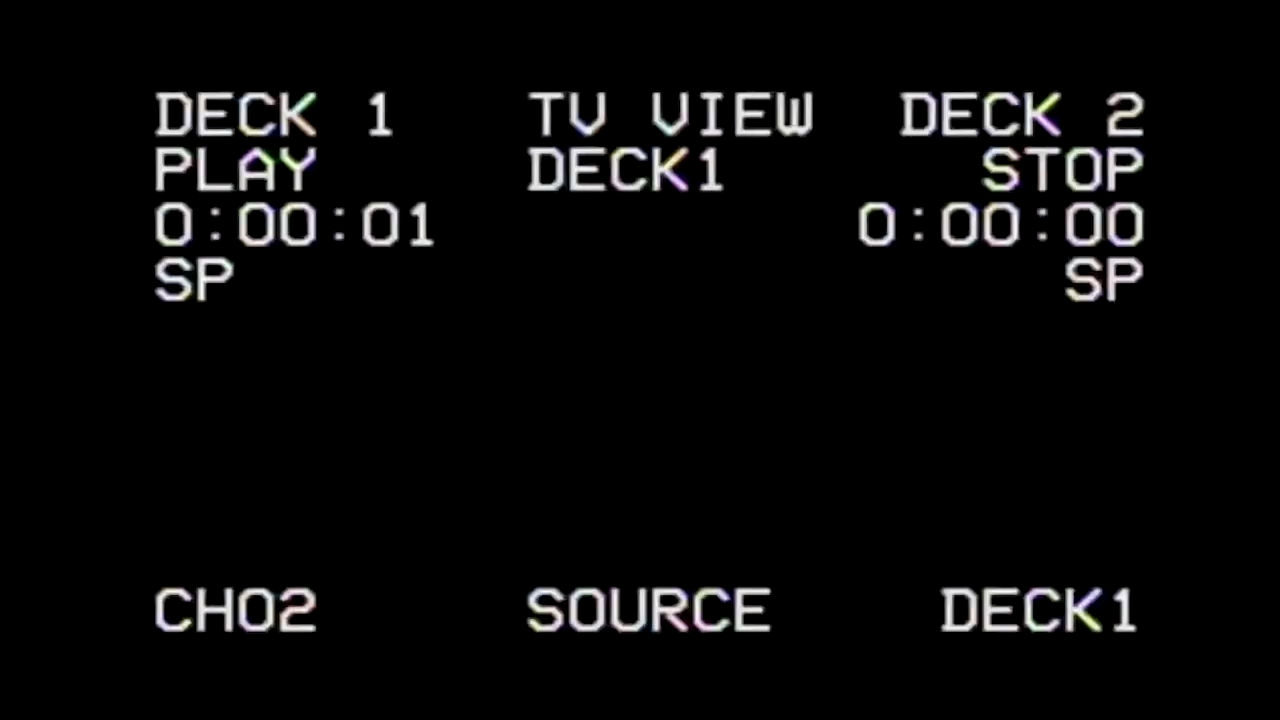 DECK 1 TV VIEW DECK 2
PLAY DECK1 STOP
0:00:01 0:00:00
SP SP
CH02 SOURCE DECK1